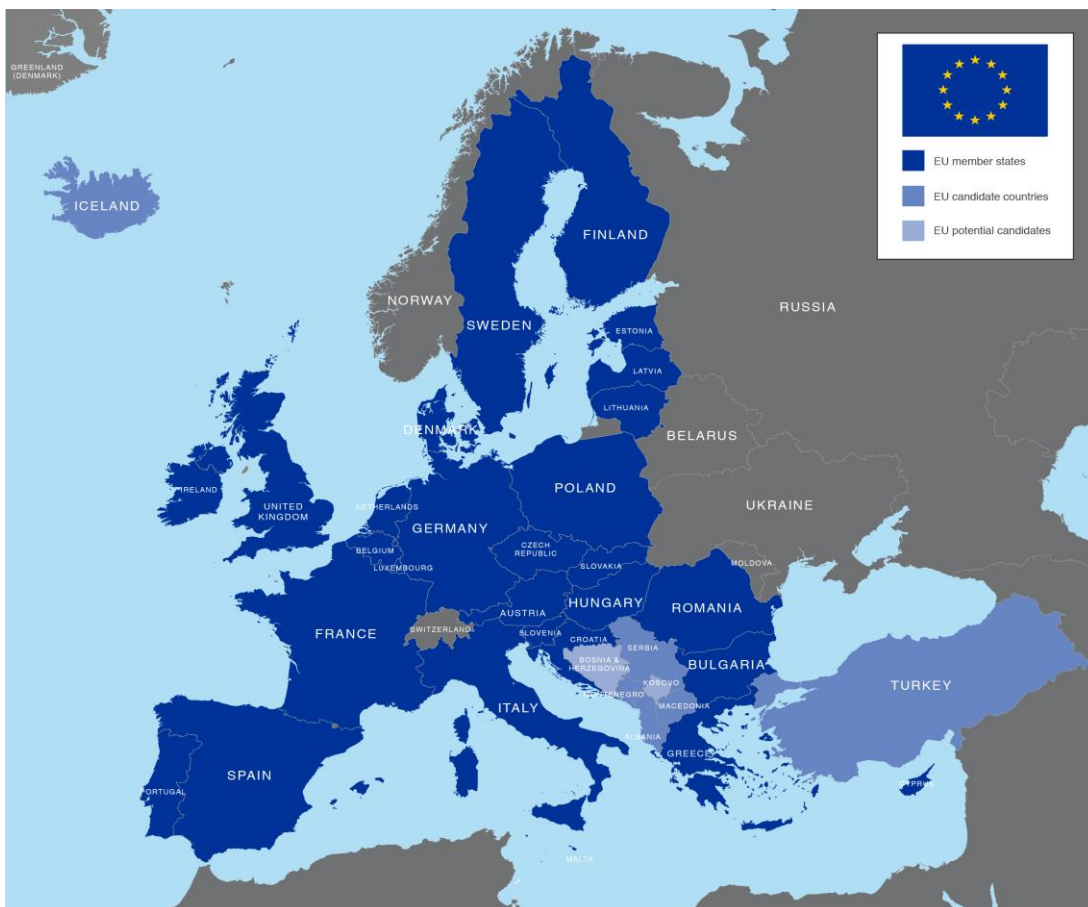 GREENLAND
(DENMARK)
ICELAND
EU member states
EU candidate countries
EU potential candidates
FINLAND
NORWAY
SWEDEN
RUSSIA
ESTONIA
LATVIA
LITHUANIA
DENMARK
BELARUS
IRELAND
UNITED
KINGDOM
NETHERLANDS
POLAND
UKRAINE
GERMANY
BELGIUM
LUXEMBOURG
CZECH
REPUBLIC
SLOVAKIA
MOLDOVA
AUSTRIA
HUNGARY
ROMANIA
FRANCE
SWITZERLAND
SLOVENIA
CROATIA
SERBIA
BOSNIA &
HERZEGOVINA
BULGARIA
KOSOVO
MONTENEGRO
MACEDONIA
ITALY
TURKEY
ALBANIA
GREECE
SPAIN
PORTUGAL
CYPRUS
MALTA